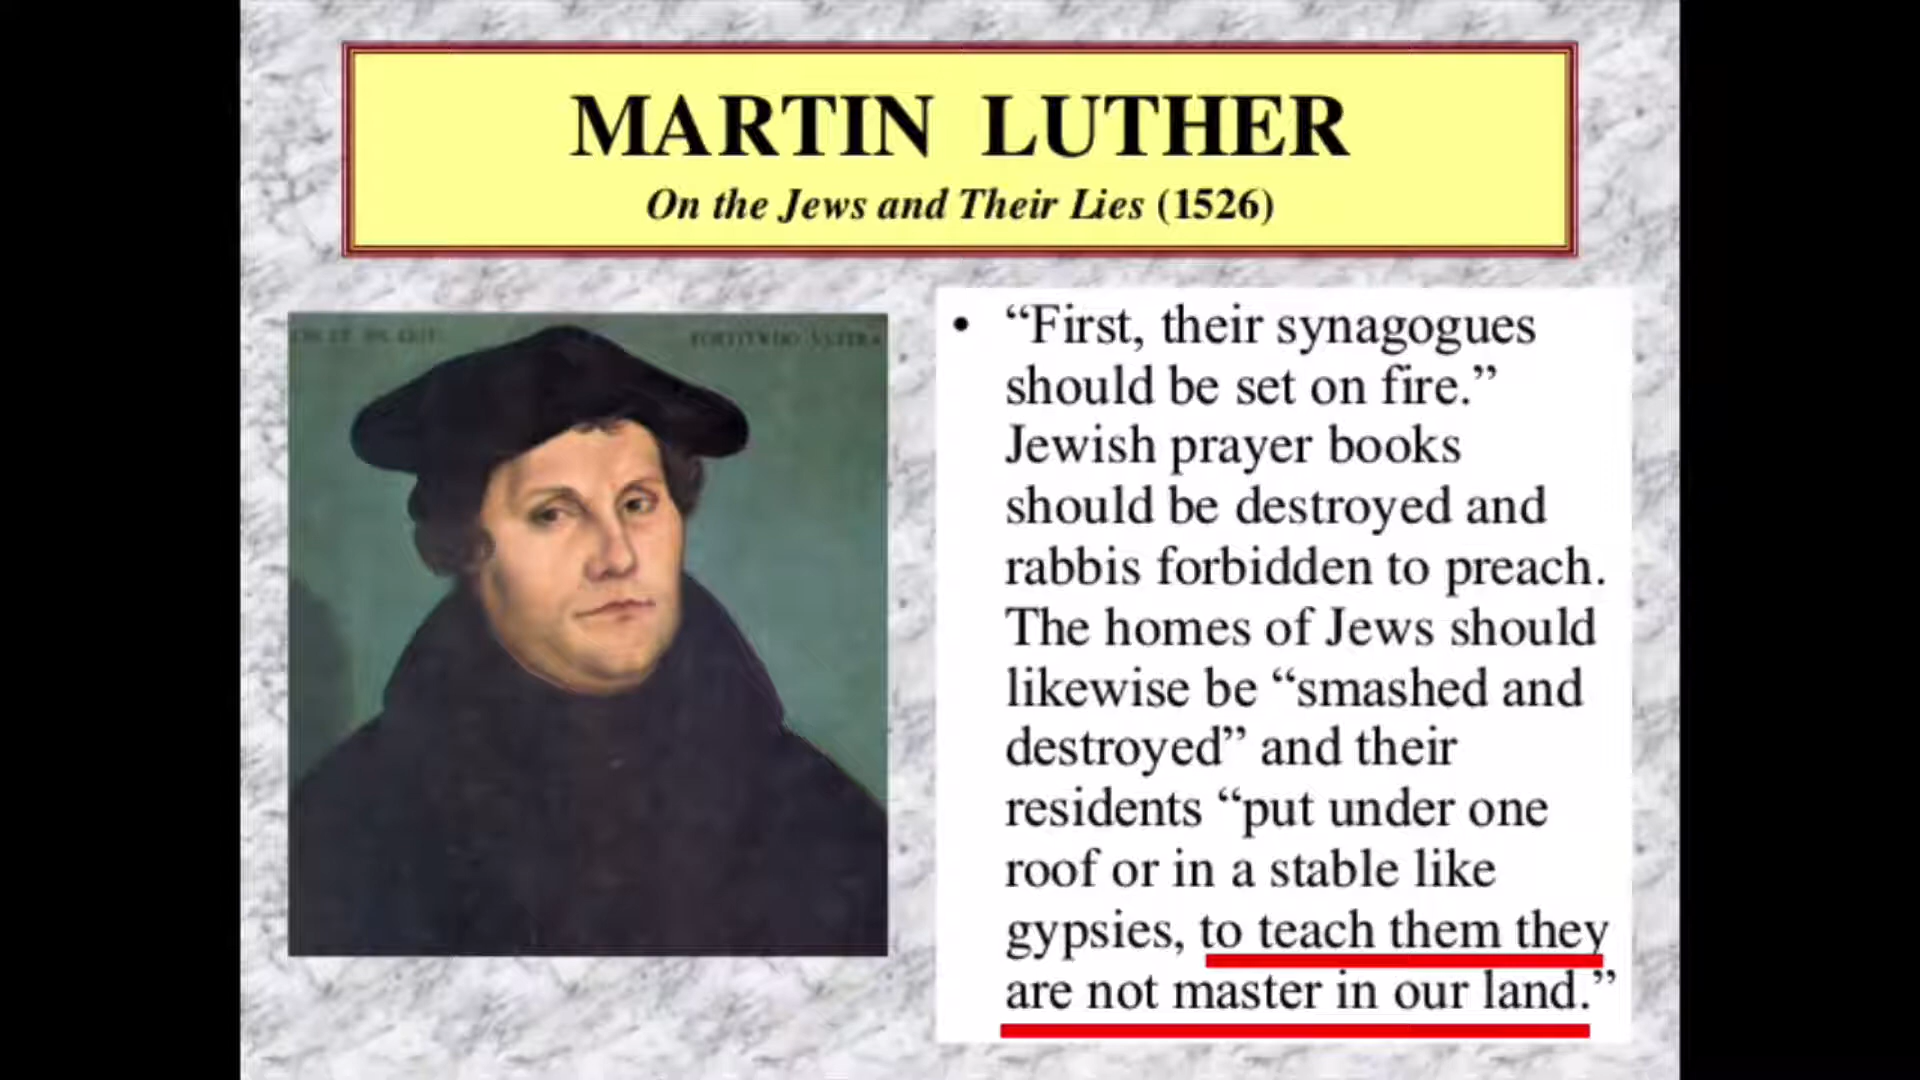 MARTIN LUTHER
On the Jews and Their Lies (1526)
• “First, their synagogues
should be set on fire.”
Jewish prayer books
should be destroyed and
rabbis forbidden to preach.
The homes of Jews should
likewise be “smashed and
destroyed” and their
residents “put under one
roof or in a stable like
gypsies, to teach them they
are not master in our land.”